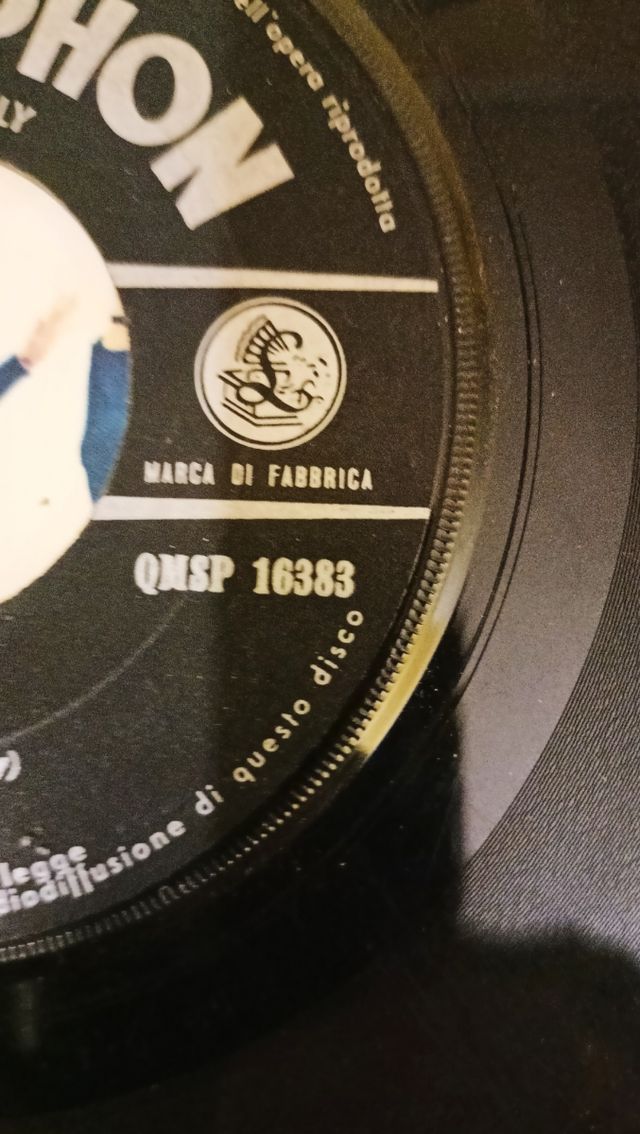 PHON
LY
ell'opera riprodotta
MARCA DI FABBRICA
QMSP 16383
legge
diodiffusione di questo disco